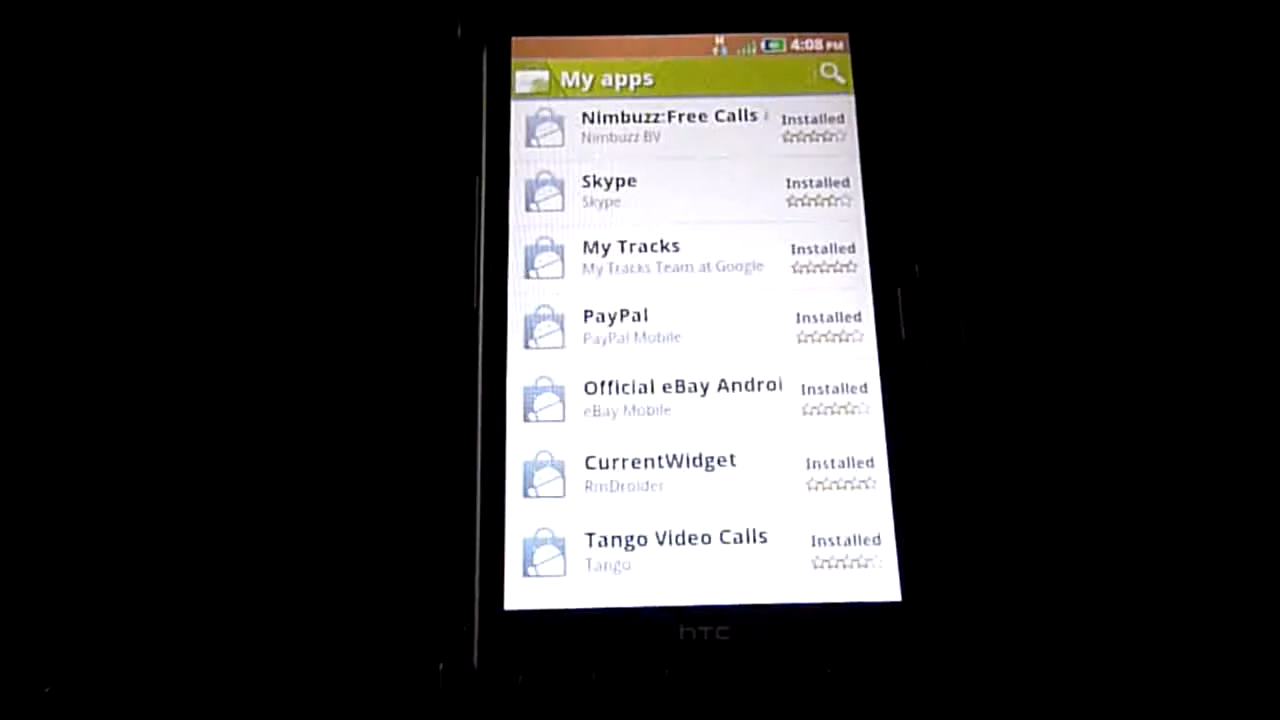 4:08 PM
My apps
Nimbuzz:Free Calls
Installed
Nimbuzz BV
Skype
Installed
Skype
My Tracks
Installed
My Tracks Team at Google
PayPal
Installed
PayPal Mobile
Official eBay Androi
Installed
eBay Mobile
CurrentWidget
Installed
RmDroider
Tango Video Calls
Installed
Tango
hTC